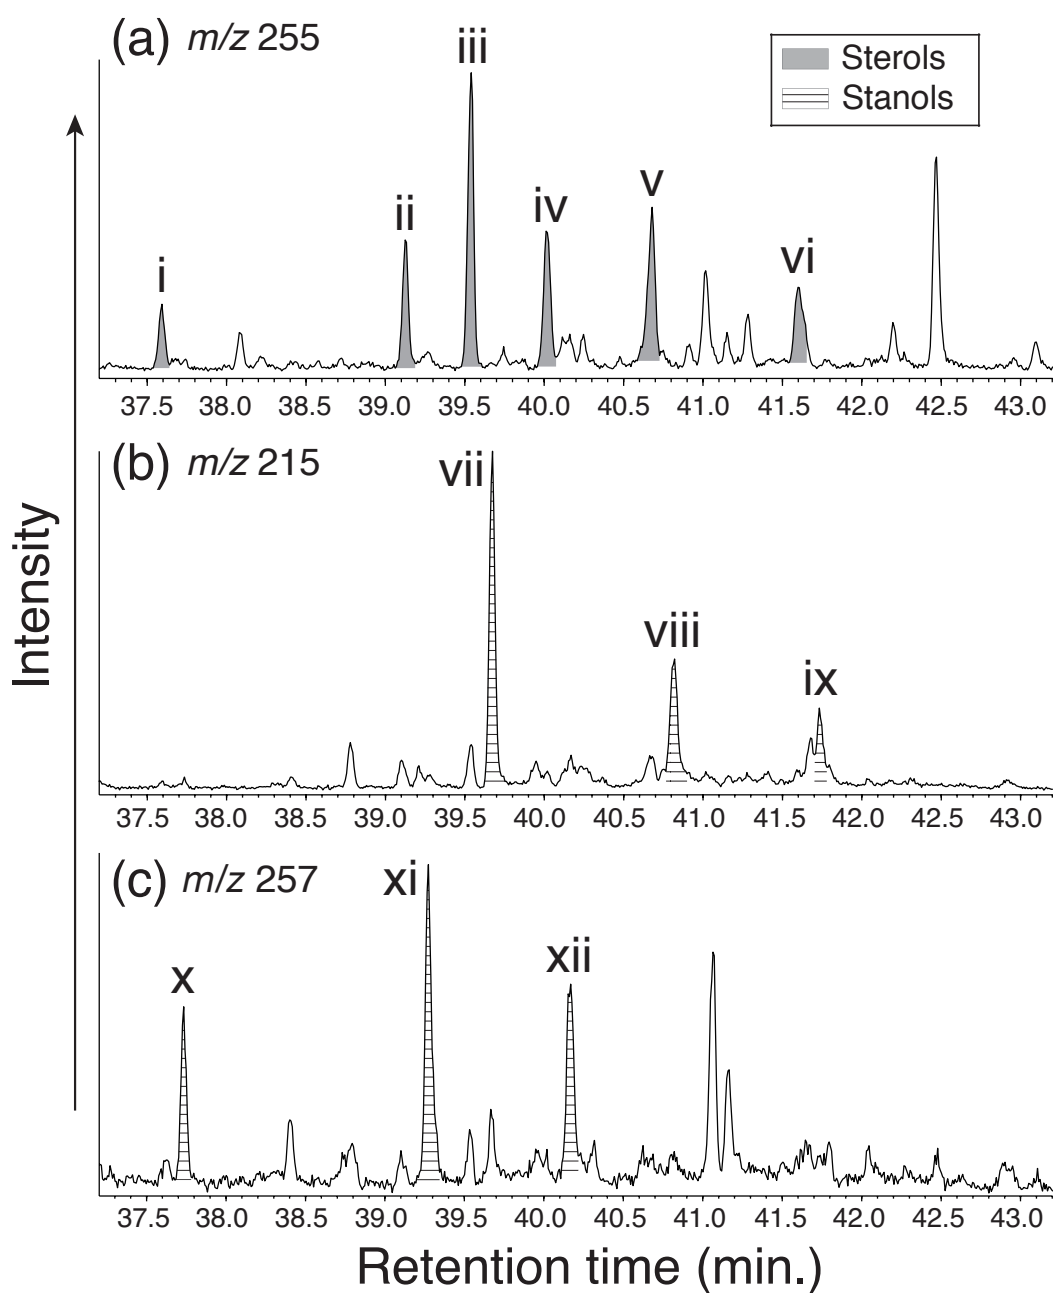 (a) m/z 255
iii
Sterols
Stanols
v
iv
ii
vi
i
37.5 38.0 38.5 39.0 39.5 40.0 40.5 41.0 41.5 42.0 42.5 43.0
(b) m/z 215
vii
viii
ix
Intensity
37.5 38.0 38.5 39.0 39.5 40.0 40.5 41.0 41.5 42.0 42.5 43.0
(c) m/z 257
xi
xii
x
37.5 38.0 38.5 39.0 39.5 40.0 40.5 41.0 41.5 42.0 42.5 43.0
Retention time (min.)